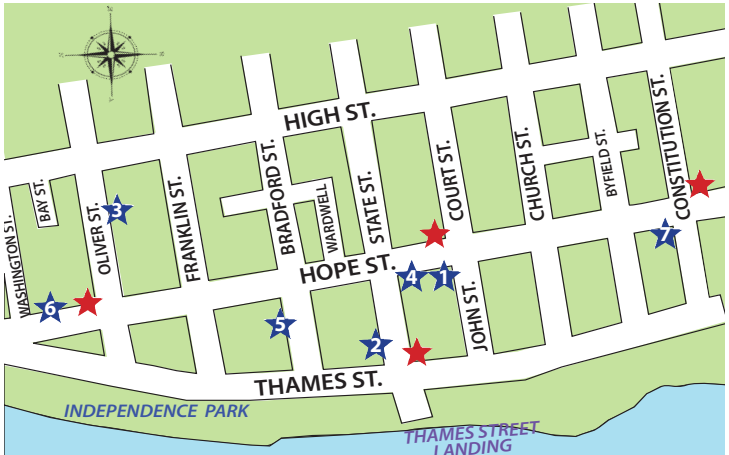 HIGH ST.
CONSTITUTION ST.
BYFIELD ST.
CHURCH ST.
COURT ST.
STATE ST.
WARDWELL
BRADFORD ST.
FRANKLIN ST.
OLIVER ST.
BAY ST.
WASHINGTON ST.
3
7
HOPE ST.
4
1
6
5
2
JOHN ST.
THAMES ST.
INDEPENDENCE PARK
THAMES STREET
LANDING